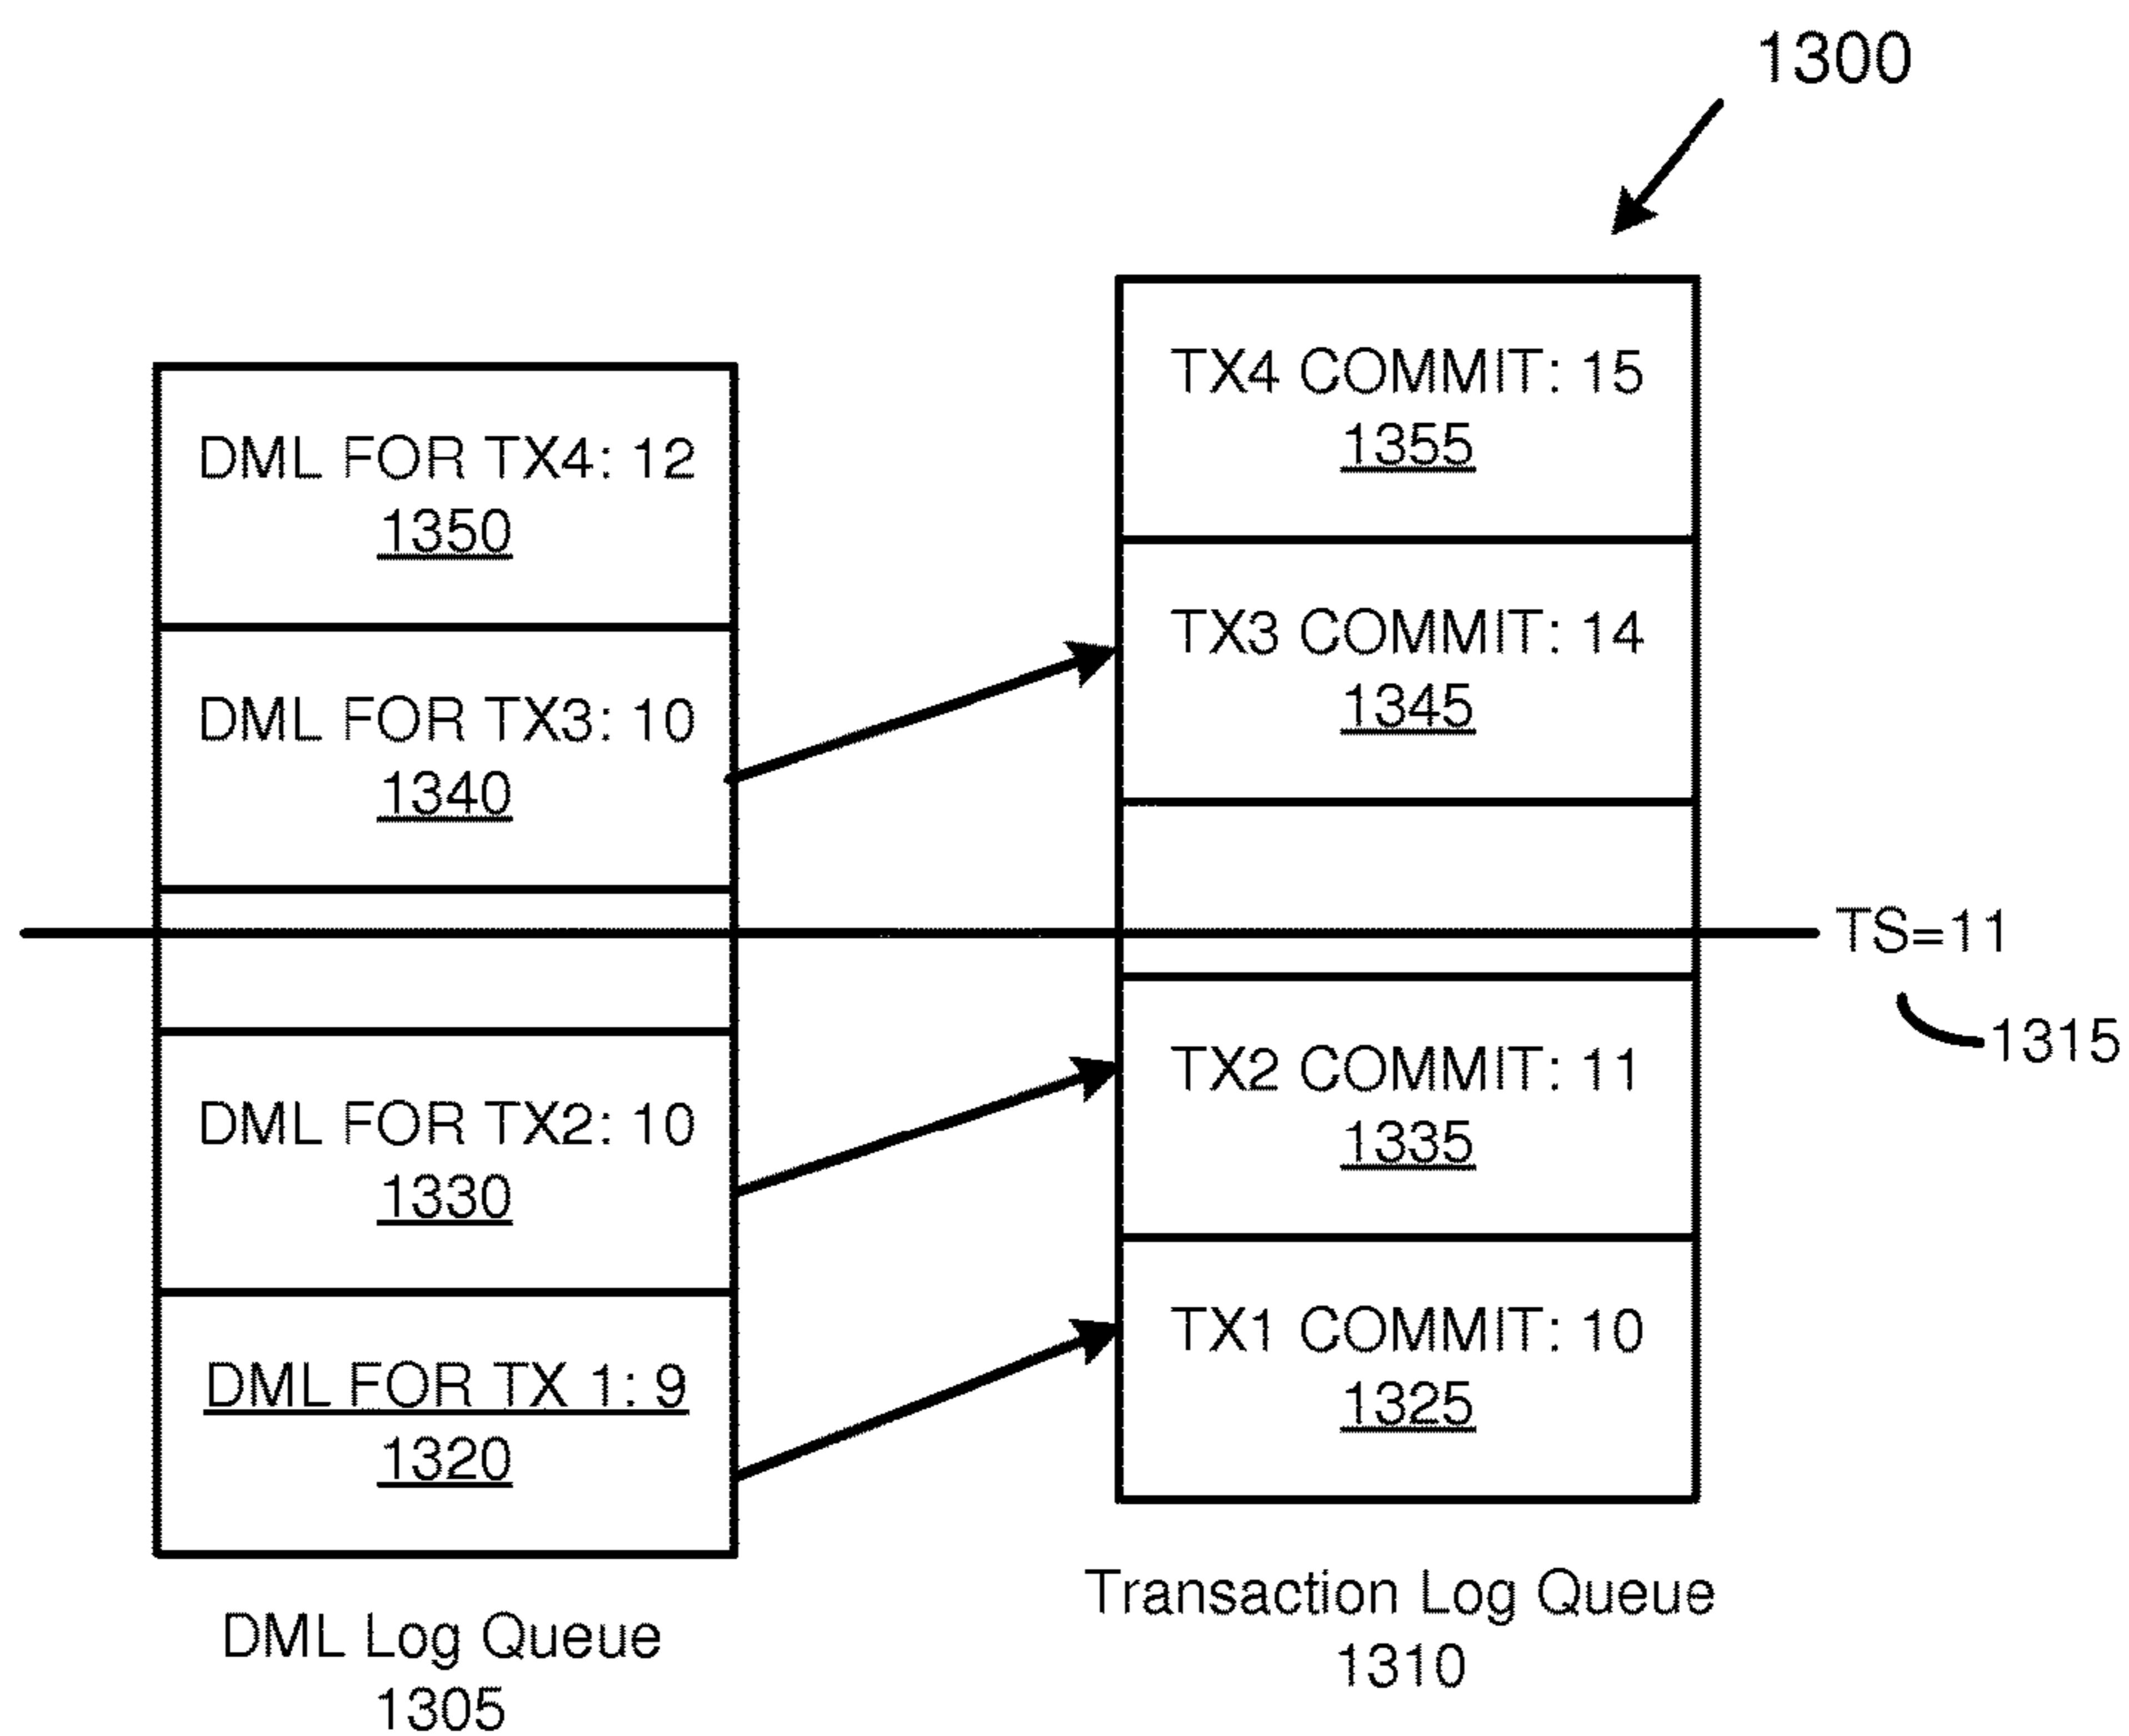 1300
DML FOR TX4: 12
1350
DML FOR TX3: 10
1340
DML FOR TX2: 10
1330
DML FOR TX 1: 9
1320
DML Log Queue
1305
TX4 COMMIT: 15
1355
TX3 COMMIT: 14
1345
TX2 COMMIT: 11
1335
TX1 COMMIT: 10
1325
Transaction Log Queue
1310
TS=11
1315